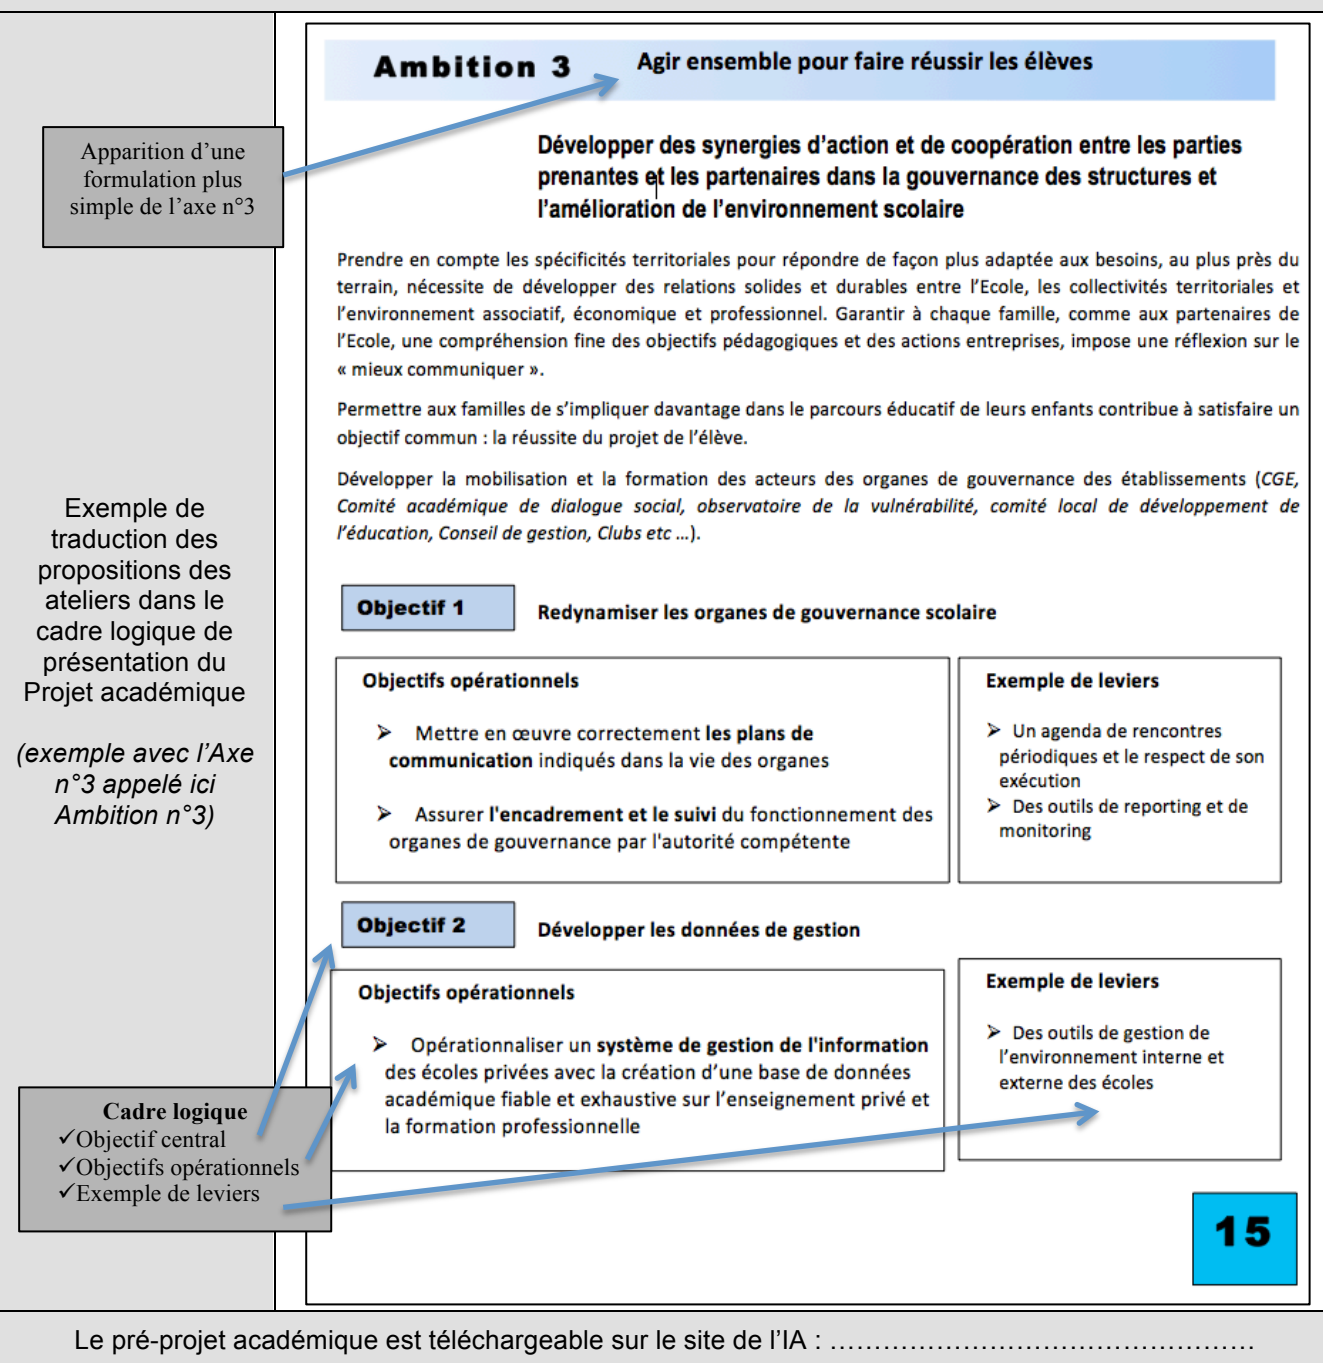 Ambition 3
Agir ensemble pour faire réussir les élèves
Apparition d'une
formulation plus
simple de l'axe n°3
Développer des synergies d'action et de coopération entre les parties
prenantes et les partenaires dans la gouvernance des structures et
l'amélioration de l'environnement scolaire
Prendre en compte les spécificités territoriales pour répondre de façon plus adaptée aux besoins, au plus près du
terrain, nécessite de développer des relations solides et durables entre l'Ecole, les collectivités territoriales et
l'environnement associatif, économique et professionnel. Garantir à chaque famille, comme aux partenaires de
l'Ecole, une compréhension fine des objectifs pédagogiques et des actions entreprises, impose une réflexion sur le
« mieux communiquer ».
Permettre aux familles de s'impliquer davantage dans le parcours éducatif de leurs enfants contribue à satisfaire un
objectif commun : la réussite du projet de l'élève.
Développer la mobilisation et la formation des acteurs des organes de gouvernance des établissements (CGE,
Comité académique de dialogue social, observatoire de la vulnérabilité, comité local de développement de
l'éducation, Conseil de gestion, Clubs etc ...).
Exemple de
traduction des
propositions des
ateliers dans le
cadre logique de
présentation du
Projet académique
(exemple avec l'Axe
n°3 appelé ici
Ambition n°3)
Objectif 1
Redynamiser les organes de gouvernance scolaire
Objectifs opérationnels
➢ Mettre en œuvre correctement les plans de
communication indiqués dans la vie des organes
➢ Assurer l'encadrement et le suivi du fonctionnement des
organes de gouvernance par l'autorité compétente
Exemple de leviers
➢ Un agenda de rencontres
périodiques et le respect de son
exécution
➢ Des outils de reporting et de
monitoring
Objectif 2
Développer les données de gestion
Objectifs opérationnels
➢ Opérationnaliser un système de gestion de l'information
des écoles privées avec la création d'une base de données
académique fiable et exhaustive sur l'enseignement privé et
la formation professionnelle
Exemple de leviers
➢ Des outils de gestion de
l'environnement interne et
externe des écoles
Cadre logique
✓Objectif central
✓Objectifs opérationnels
✓Exemple de leviers
15
Le pré-projet académique est téléchargeable sur le site de l'IA : ……………………………………………